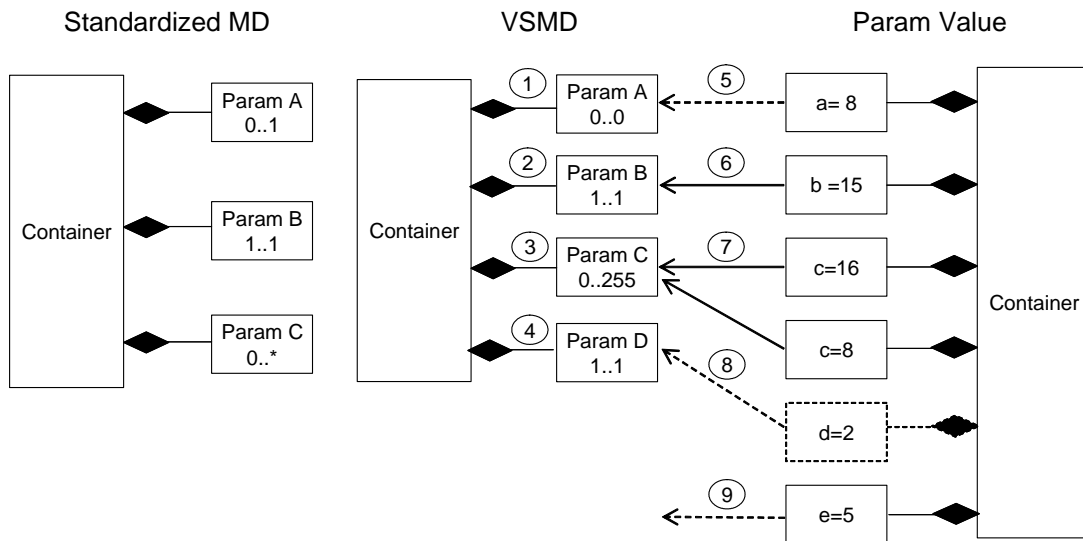 Standardized MD
VSMD
Param Value
Container
Param A
0..1
Param B
1..1
Param C
0..*
Container
1
Param A
0..0
2
Param B
1..1
3
Param C
0..255
4
Param D
1..1
5
a= 8
6
b =15
7
c=16
c=8
8
d=2
9
e=5
Container